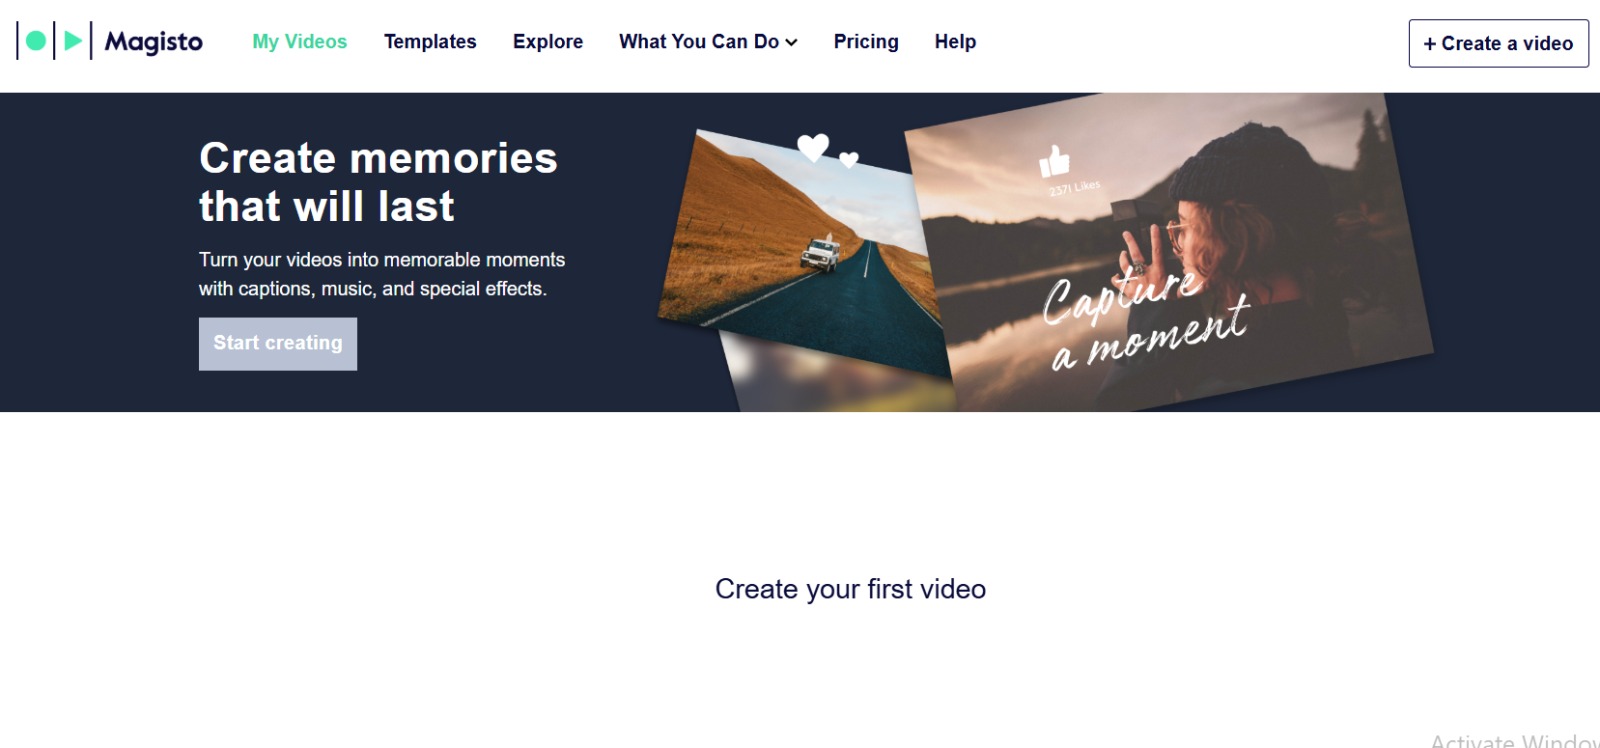 Magisto
My Videos
Templates
Explore
What You Can Do
Pricing
Help
+ Create a video
Create memories
that will last
Turn your videos into memorable moments
with captions, music, and special effects.
Start creating
2371 Likes
Capture
a moment
Create your first video
Activate Window